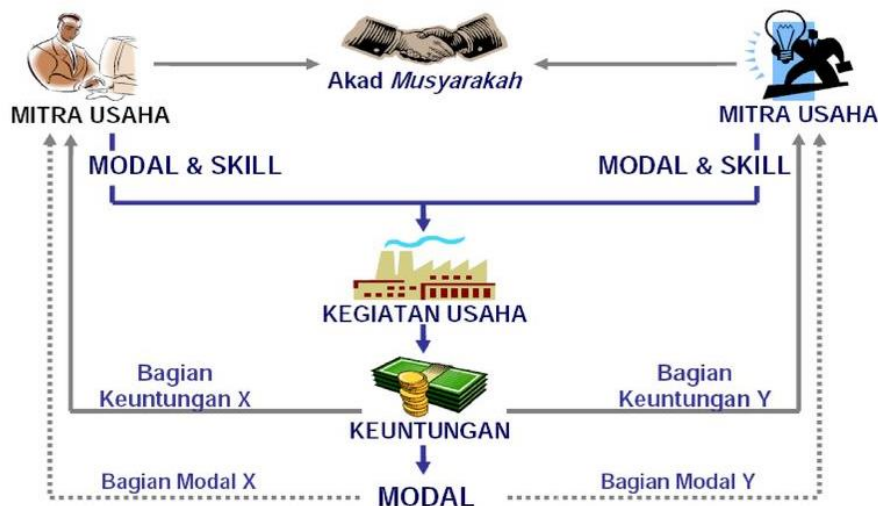 Akad Musyarakah
MITRA USAHA
MITRA USAHA
MODAL & SKILL
MODAL & SKILL
KEGIATAN USAHA
Bagian
Keuntungan X
Bagian
Keuntungan Y
KEUNTUNGAN
Bagian Modal X
MODAL
Bagian Modal Y